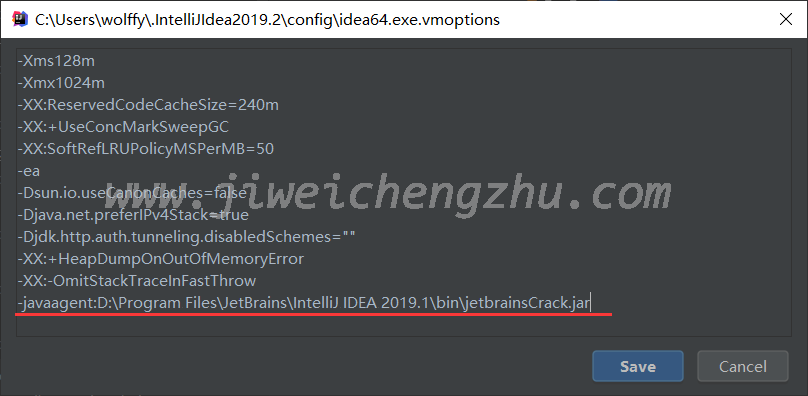 C:\Users\wolffy\.IntelliJIdea2019.2\config\idea64.exe.vmoptions
-Xms128m
-Xmx1024m
-XX:ReservedCodeCacheSize=240m
-XX:+UseConcMarkSweepGC
-XX:SoftRefLRUPolicyMSPerMB=50
-ea
-Dsun.io.useCanonCaches=false
www.jiweichengzhu.com
-Djava.net.preferIPv4Stack=true
-Djdk.http.auth.tunneling.disabledSchemes=""
-XX:+HeapDumpOnOutOfMemoryError
-XX:-OmitStackTraceInFastThrow
-javaagent:D:\Program Files\JetBrains\IntelliJ IDEA 2019.1\bin\jetbrainsCrack.jar
Save Cancel